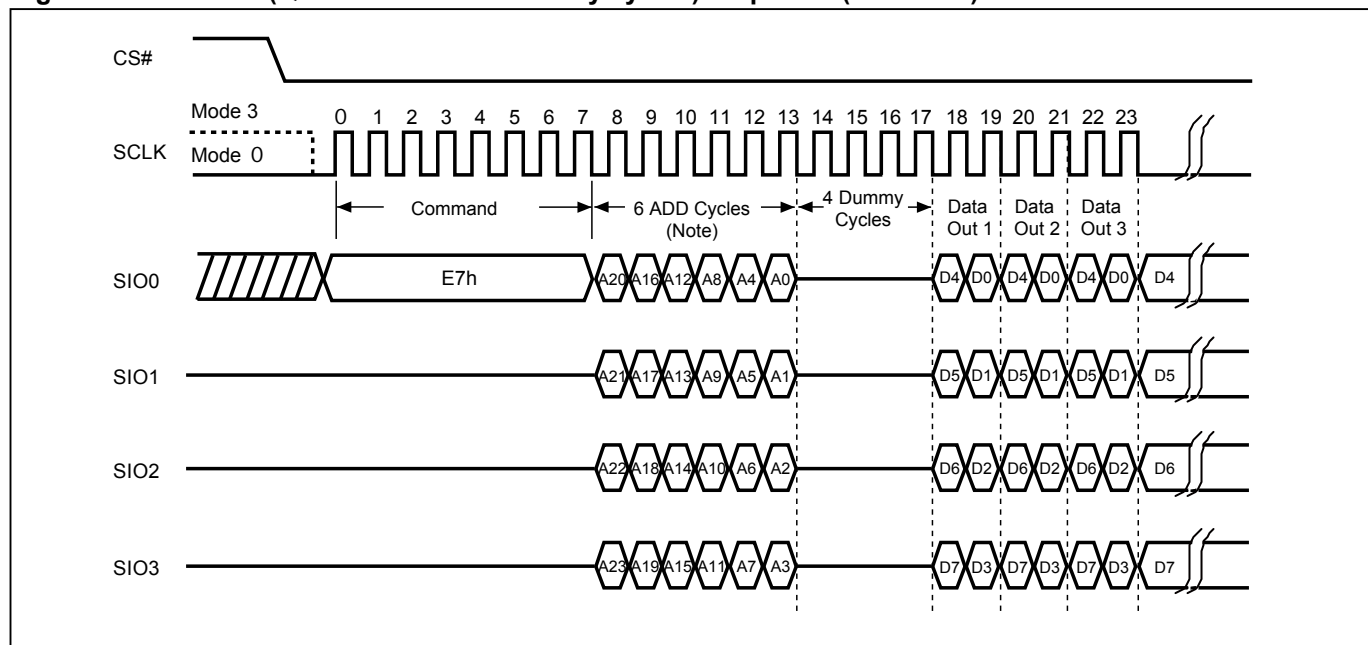 CS#
Mode 3
0 1 2 3 4 5 6 7 8 9 10 11 12 13 14 15 16 17 18 19 20 21 22 23
SCLK
Mode 0
Command
6 ADD Cycles
(Note)
4 Dummy
Cycles
Data
Out 1
Data
Out 2
Data
Out 3
SIO0
E7h
A20 A16 A12 A8 A4 A0
D4 D0 D4 D0 D4 D0 D4
SIO1
A21 A17 A13 A9 A5 A1
D5 D1 D5 D1 D5 D1 D5
SIO2
A22 A18 A14 A10 A6 A2
D6 D2 D6 D2 D6 D2 D6
SIO3
A23 A19 A15 A11 A7 A3
D7 D3 D7 D3 D7 D3 D7